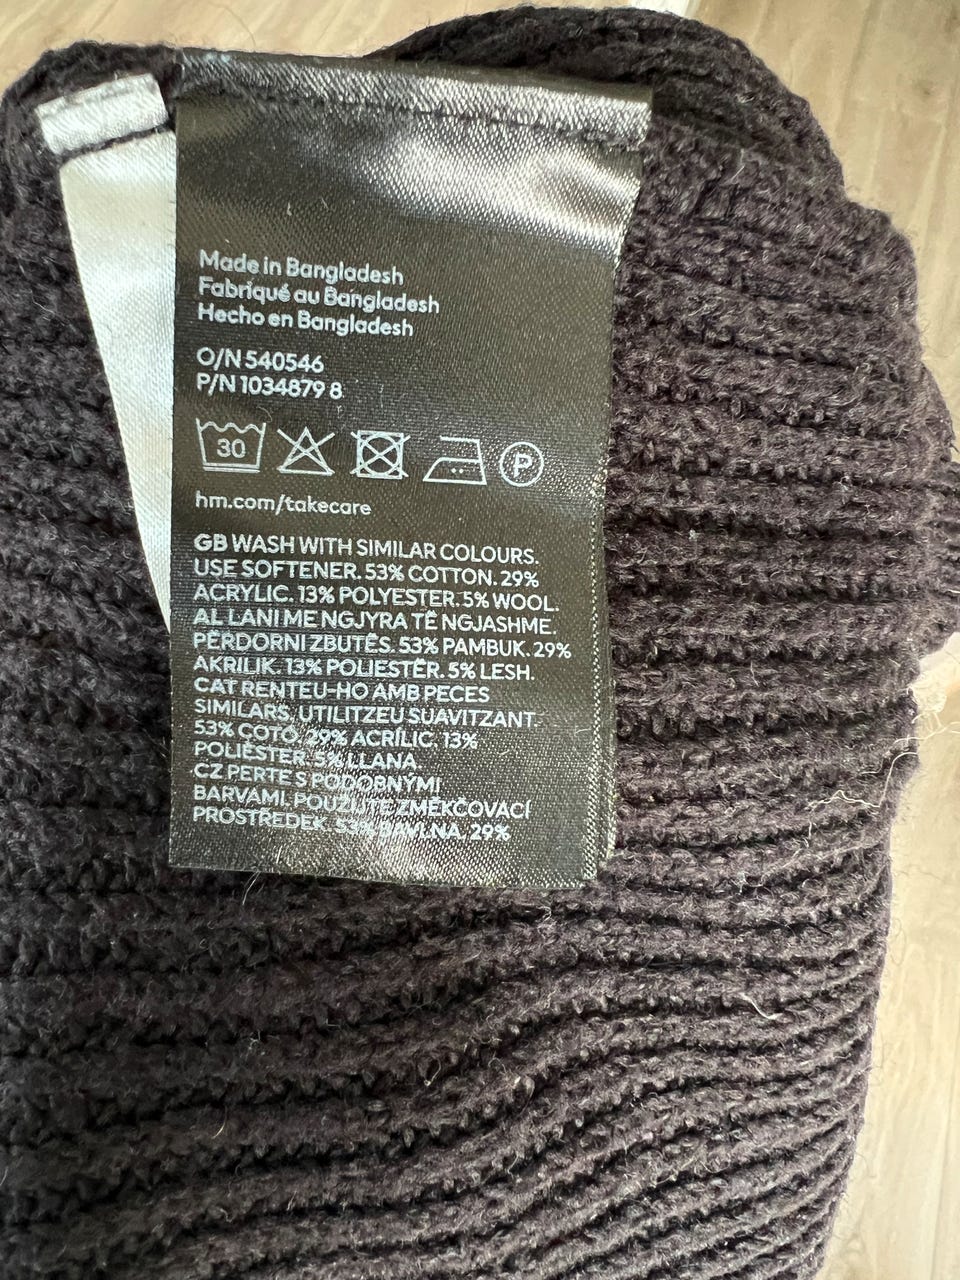 Made in Bangladesh
Fabriqué au Bangladesh
Hecho en Bangladesh
O/N 540546
P/N 1034879 8
30
P
hm.com/takecare
GB WASH WITH SIMILAR COLOURS.
USE SOFTENER. 53% COTTON. 29%
ACRYLIC. 13% POLYESTER. 5% WOOL.
AL LANI ME NGJYRA TË NGJASHME.
PËRDORNI ZBUTËS. 53% PAMBUK. 29%
AKRILIK. 13% POLIESTËR. 5% LESH.
CAT RENTEU-HO AMB PECES
SIMILARS, UTILITZEU SUAVITZANT.
53% COTÓ. 29% ACRÍLIC. 13%
POLIÈSTER. 5% LLANA.
CZ PERTE S PODOBNÝMI
BARVAMI. POUŽIJTE ZMĚKČOVACÍ
PROSTŘEDEK. 53% BAVLNA. 29%